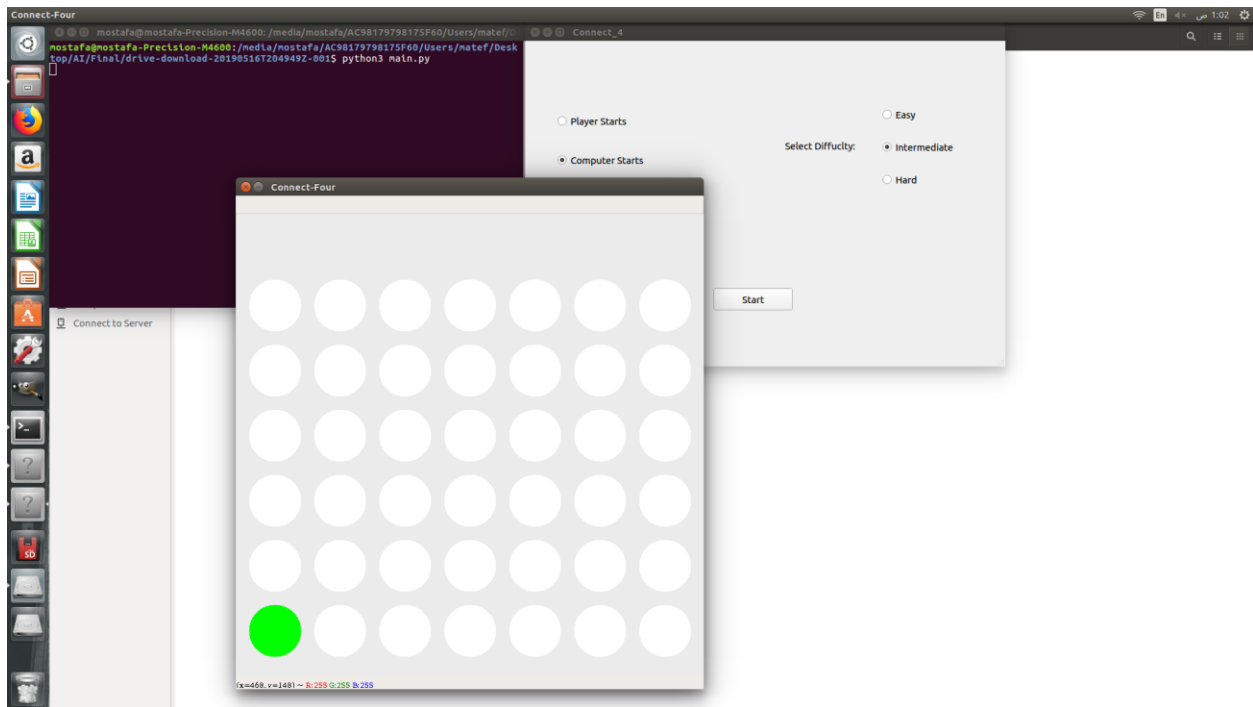 Connect-Four
En
1:02 ص
mostafa@mostafa-Precision-M4600: /media/mostafa/AC98179798175F60/Users/matef/D
mostafa@mostafa-Precision-M4600:/media/mostafa/AC98179798175F60/Users/matef/Desk
top/AI/Final/drive-download-20190516T204949Z-001$ python3 main.py
Connect_4
Player Starts
Computer Starts
Select Diffuclty:
Easy
Intermediate
Hard
Start
Connect to Server
Connect-Four
(x=460, y=148) ~ R:255 G:255 B:255
a
SD